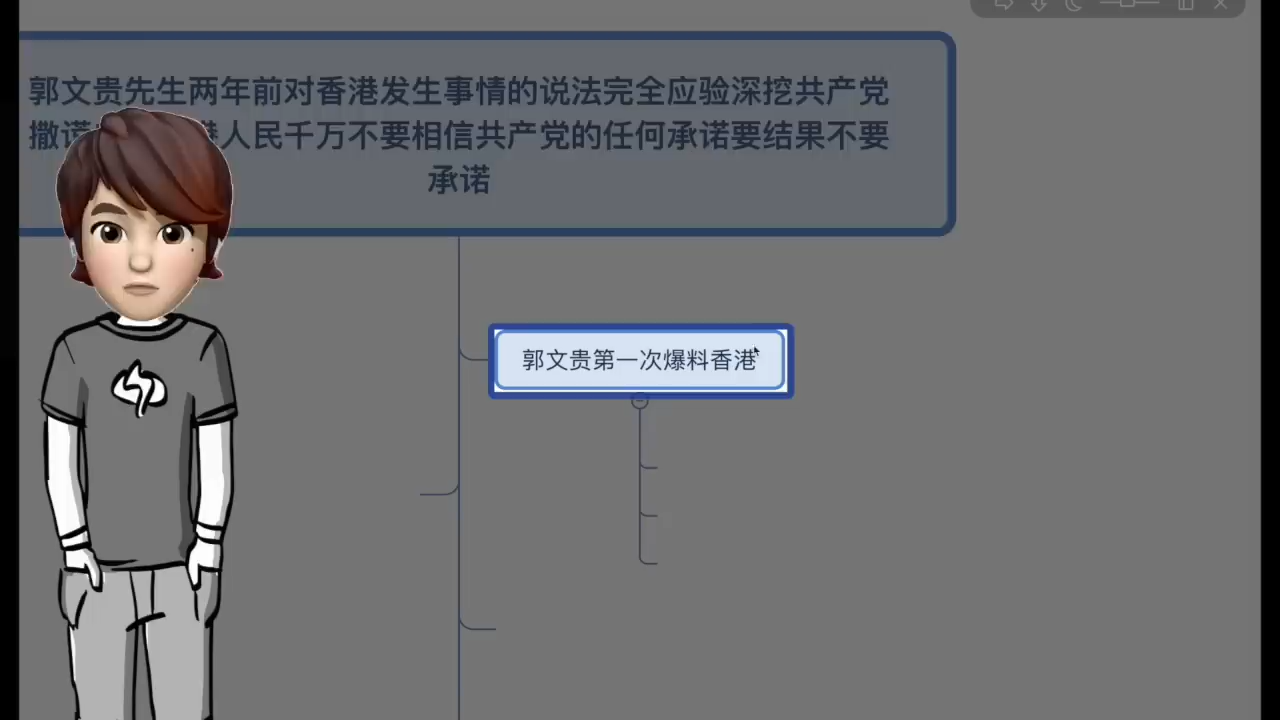 郭文贵先生两年前对香港发生事情的说法完全应验深挖共产党
撒谎 人民千万不要相信共产党的任何承诺要结果不要
承诺
郭文贵第一次爆料香港